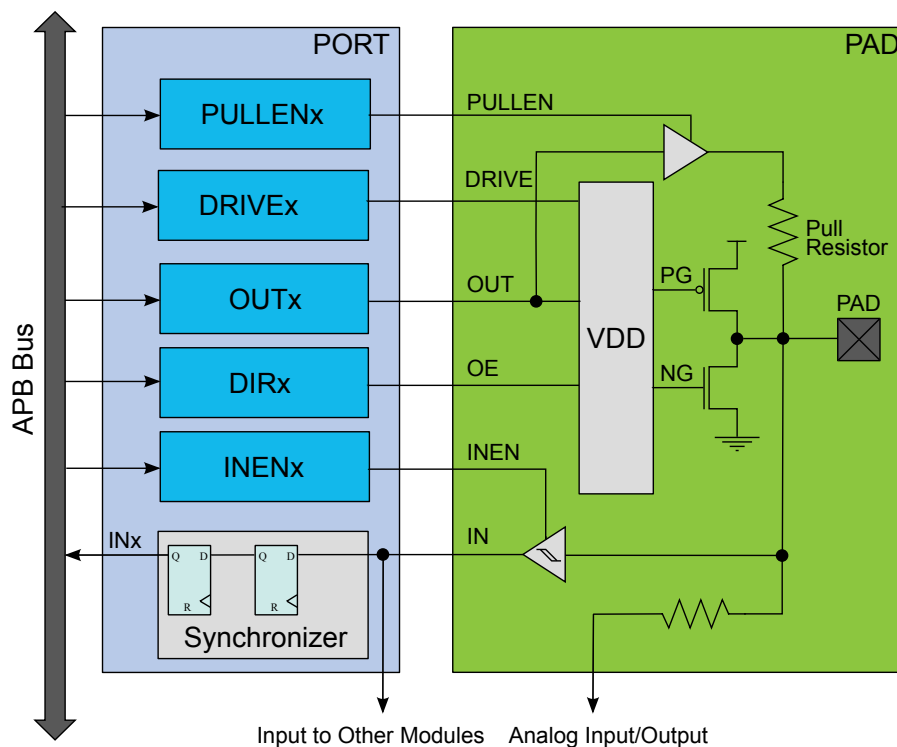 PORT
PAD
APB Bus
PULLENx
PULLEN
DRIVEx
DRIVE
Pull
Resistor
OUTx
OUT
PG
PAD
VDD
DIRx
OE
NG
INENx
INEN
INx
IN
Q D
R
Q D
R
Synchronizer
Input to Other Modules
Analog Input/Output